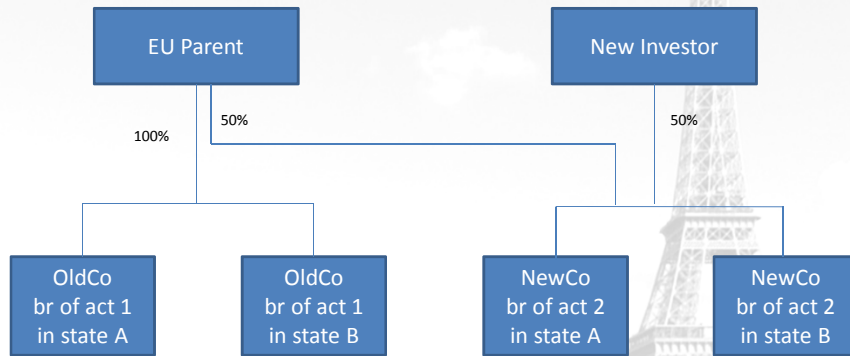 EU Parent
New Investor
100%
50%
50%
OldCo
br of act 1
in state A
OldCo
br of act 1
in state B
NewCo
br of act 2
in state A
NewCo
br of act 2
in state B